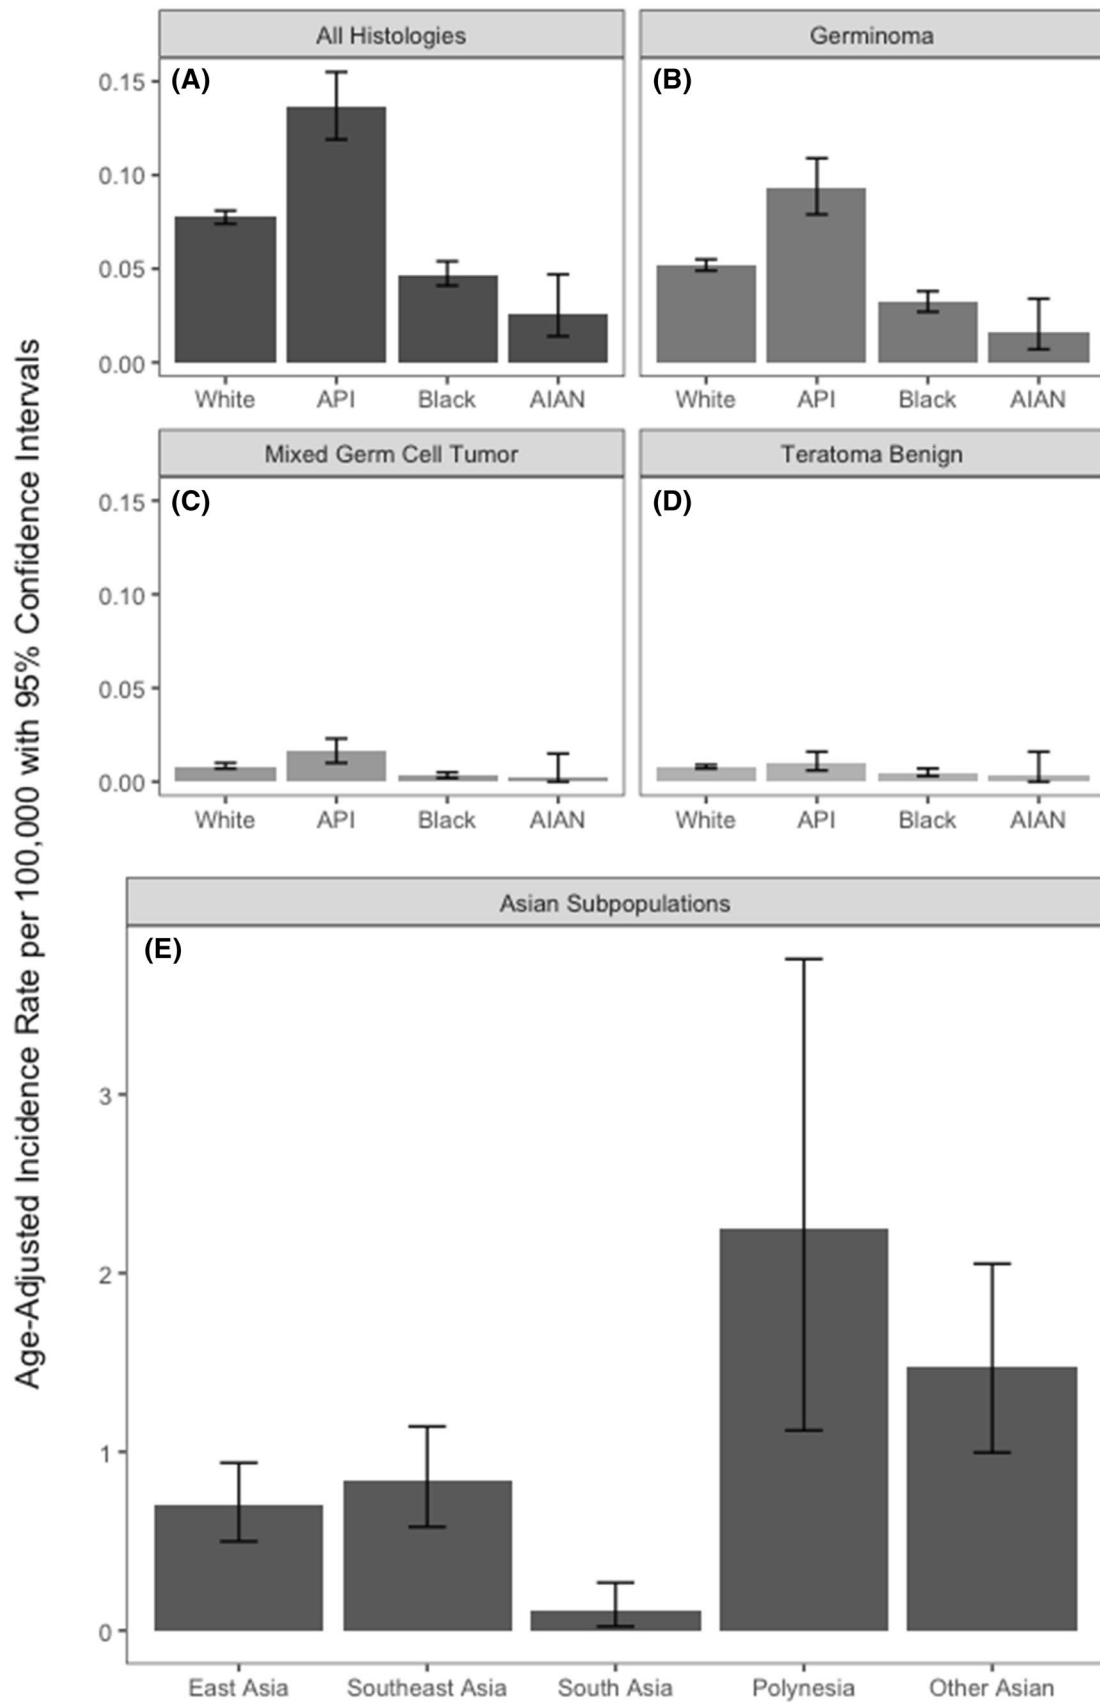 Age-Adjusted Incidence Rate per 100,000 with 95% Confidence Intervals
All Histologies
(A)
0.15
0.10
0.05
0.00
White API Black AIAN
Germinoma
(B)
White API Black AIAN
Mixed Germ Cell Tumor
(C)
0.15
0.10
0.05
0.00
White API Black AIAN
Teratoma Benign
(D)
White API Black AIAN
Asian Subpopulations
(E)
3
2
1
0
East Asia Southeast Asia South Asia Polynesia Other Asian